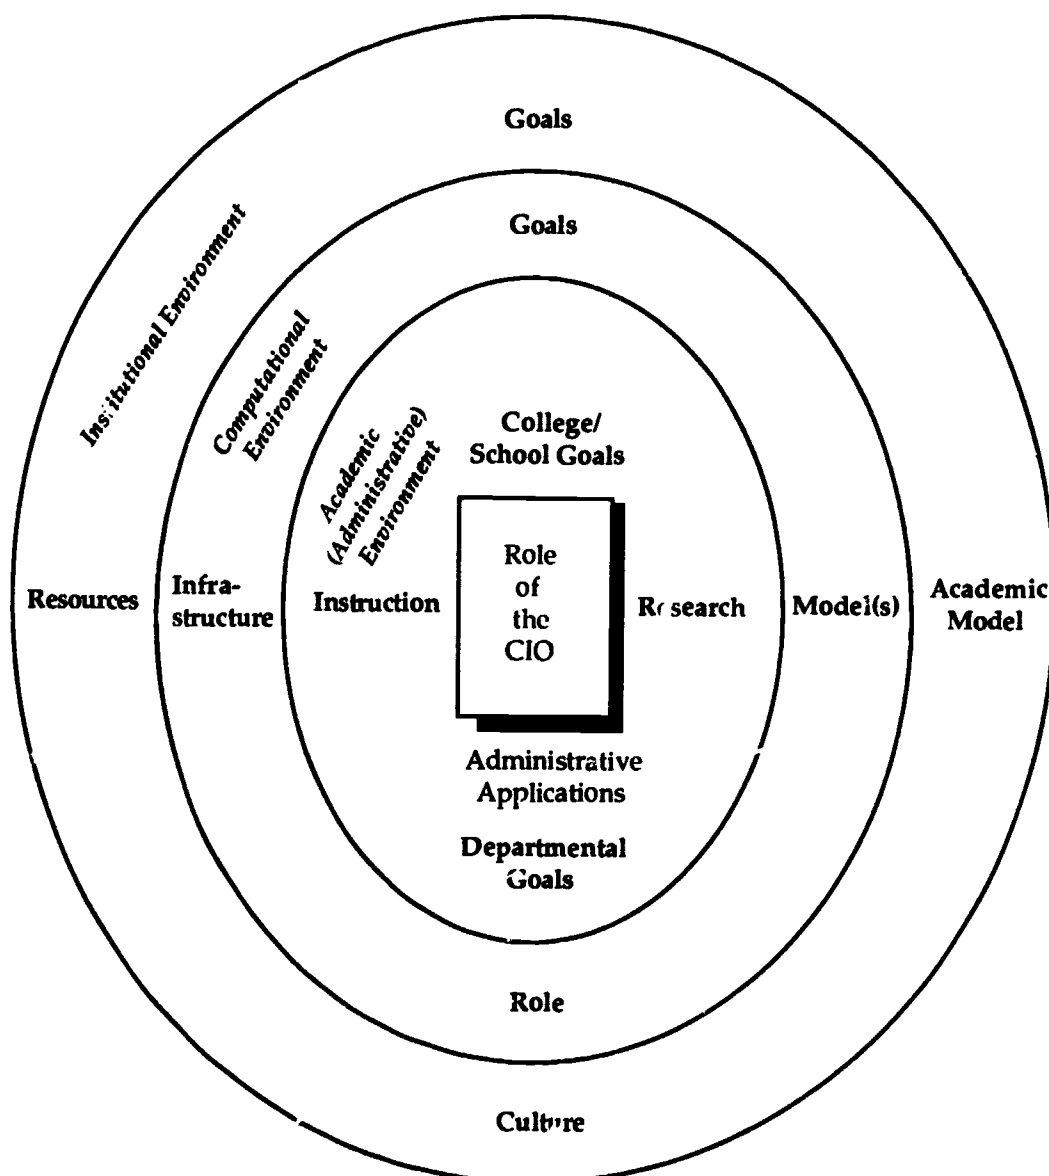 Goals
Goals
Institutional Environment
Computational
Environment
Academic
(Administrative)
Environment
College/
School Goals
Resources
Infra-
structure
Instruction
Role
of
the
CIO
Research
Model(s)
Academic
Model
Administrative
Applications
Departmental
Goals
Role
Culture